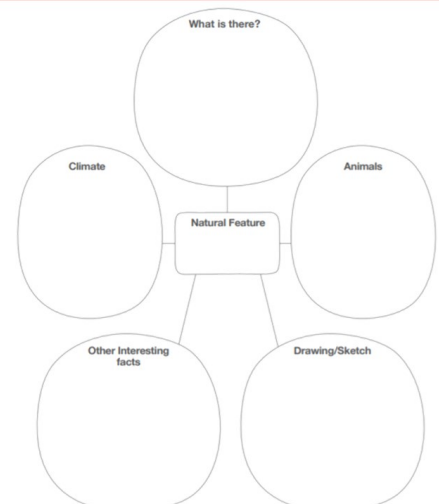 What is there?
Climate
Animals
Natural Feature
Other Interesting
facts
Drawing/Sketch